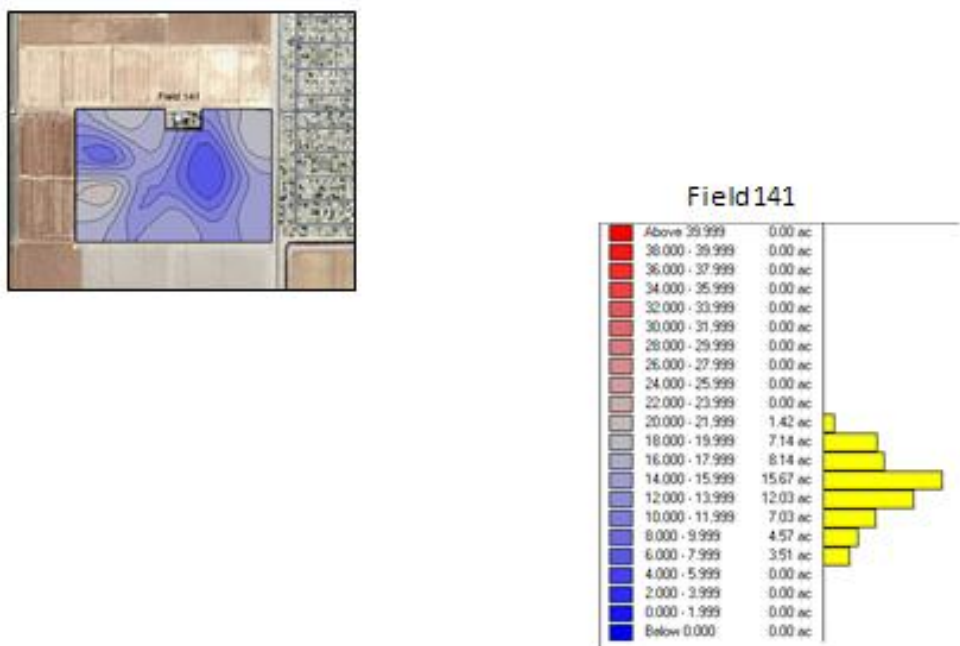 Field 141
Field 141
Above 39.999 0.00 ac
38.000 - 39.999 0.00 ac
36.000 - 37.999 0.00 ac
34.000 - 35.999 0.00 ac
32.000 - 33.999 0.00 ac
30.000 - 31.999 0.00 ac
28.000 - 29.999 0.00 ac
26.000 - 27.999 0.00 ac
24.000 - 25.999 0.00 ac
22.000 - 23.999 0.00 ac
20.000 - 21.999 1.42 ac
18.000 - 19.999 7.14 ac
16.000 - 17.999 8.14 ac
14.000 - 15.999 15.67 ac
12.000 - 13.999 12.03 ac
10.000 - 11.999 7.03 ac
8.000 - 9.999 4.57 ac
6.000 - 7.999 3.51 ac
4.000 - 5.999 0.00 ac
2.000 - 3.999 0.00 ac
0.000 - 1.999 0.00 ac
Below 0.000 0.00 ac